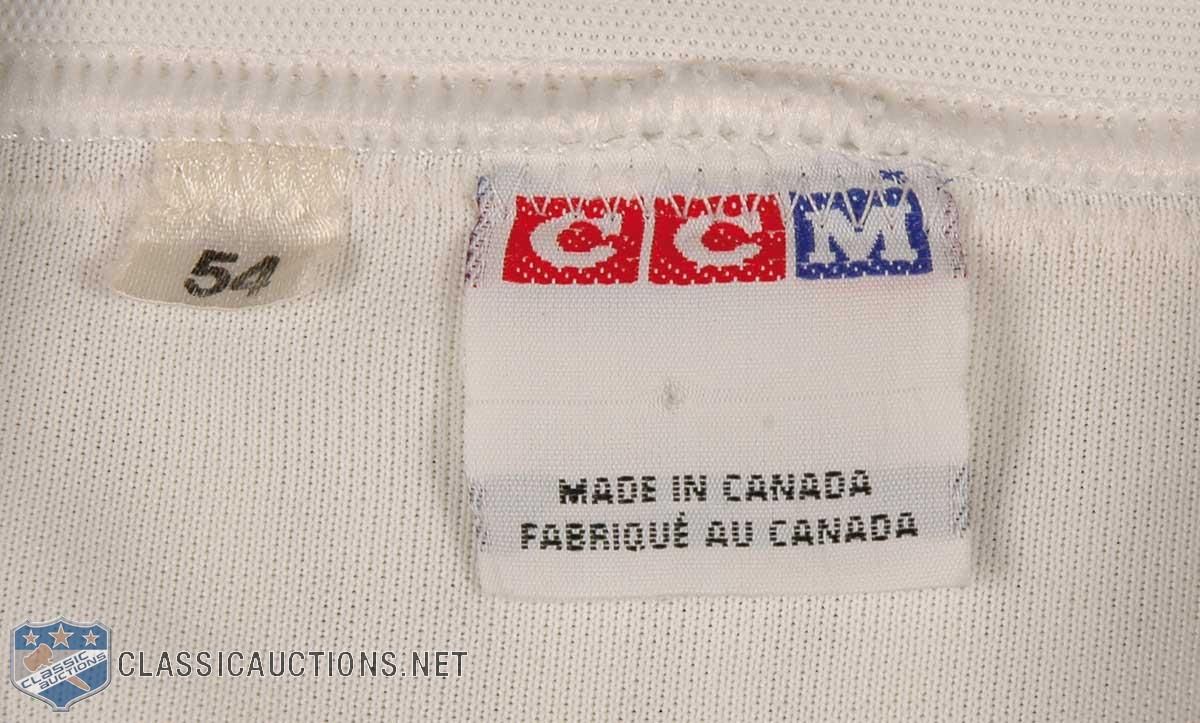 54
CCM
MADE IN CANADA
FABRIQUÉ AU CANADA
CLASSIC
AUCTIONS
CLASSICAUCTIONS.NET